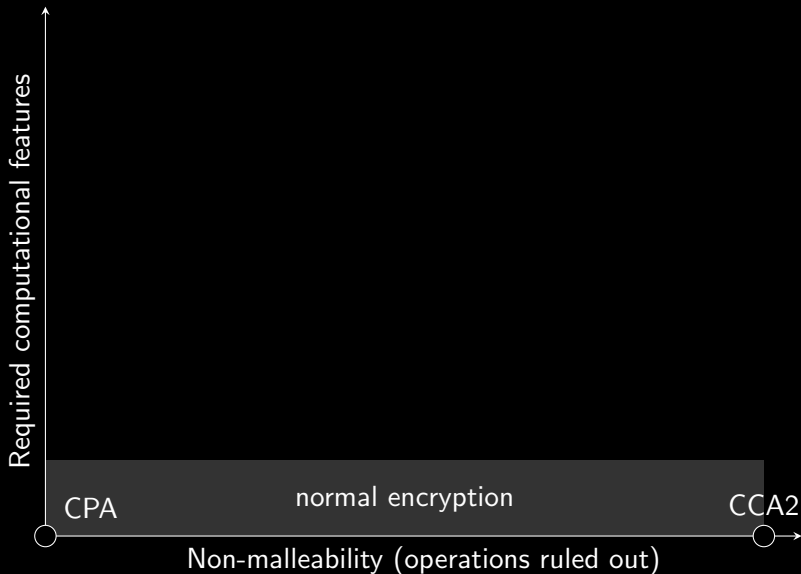 Required computational features
CPA
normal encryption
CCA2
Non-malleability (operations ruled out)